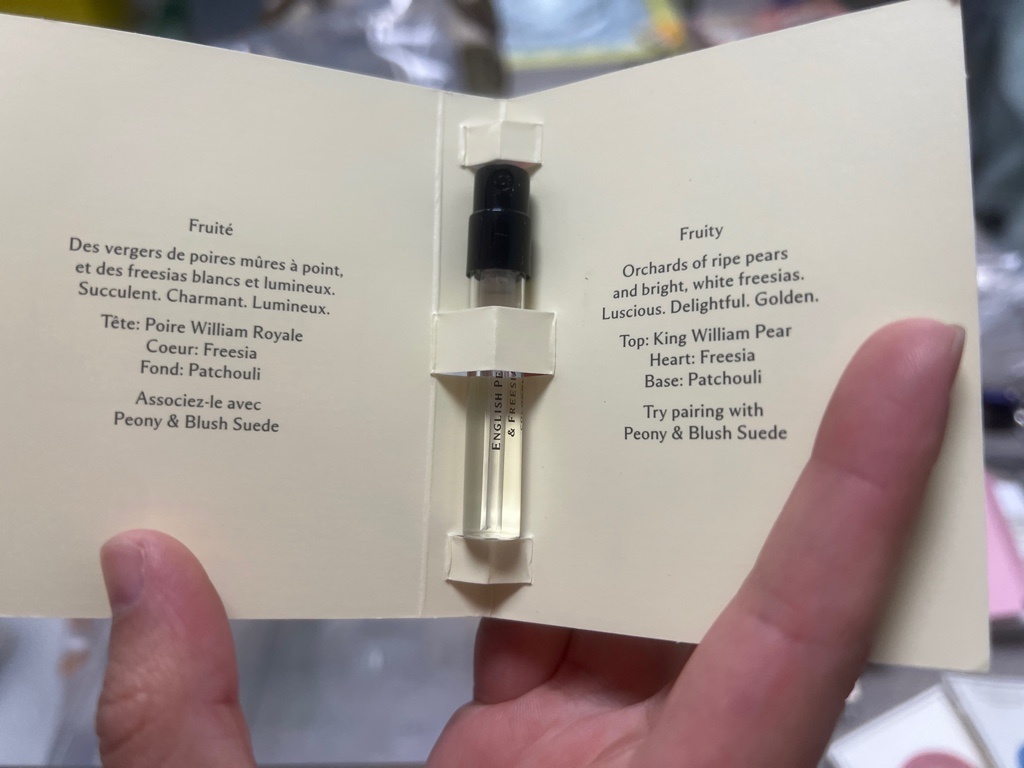 Fruité
Des vergers de poires mûres à point,
et des freesias blancs et lumineux.
Succulent. Charmant. Lumineux.
Tête: Poire William Royale
Coeur: Freesia
Fond: Patchouli
Associez-le avec
Peony & Blush Suede
ENGLISH
& FREES
Fruity
Orchards of ripe pears
and bright, white freesias.
Luscious. Delightful. Golden.
Top: King William Pear
Heart: Freesia
Base: Patchouli
Try pairing with
Peony & Blush Suede